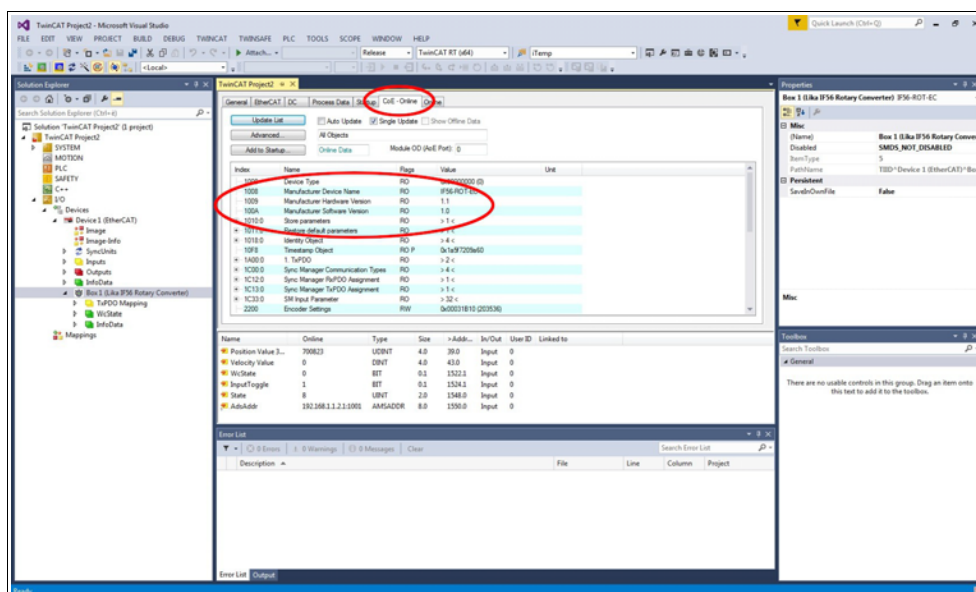 TwinCAT Project2 - Microsoft Visual Studio
Quick Launch (Ctrl+Q)
FILE EDIT VIEW PROJECT BUILD DEBUG TWINCAT TWINSAFE PLC TOOLS SCOPE WINDOW HELP
Attach... Release TwinCAT RT (x64) iTemp
<Local>
Solution Explorer
Search Solution Explorer (Ctrl+è)
Solution 'TwinCAT Project2' (1 project)
TwinCAT Project2
SYSTEM
MOTION
PLC
SAFETY
C++
I/O
Devices
Device 1 (EtherCAT)
Image
Image-Info
SyncUnits
Inputs
Outputs
InfoData
Box 1 (Lika IF56 Rotary Converter)
TxPDO Mapping
WcState
InfoData
Mappings
TwinCAT Project2
General EtherCAT DC Process Data CoE - Online Online
Update List Auto Update Single Update Show Offline Data
Advanced... All Objects
Add to Startup... Online Data Module OD (AoE Port): 0
Index Name Flags Value Unit
Device Type RO
1008 Manufacturer Device Name RO IF56-ROT-EC
1009 Manufacturer Hardware Version RO 1.1
100A Manufacturer Software Version RO 1.0
1010:0 Store parameters RO > 1 <
1011:0 Restore default parameters RO > 1 <
1018:0 Identity Object RO > 4 <
10F8 Timestamp Object RO P 0x1a5f7209a60
1A00:0 1. TxPDO RO > 2 <
1C00:0 Sync Manager Communication Types RO > 4 <
1C12:0 Sync Manager RxPDO Assignment RO > 1 <
1C13:0 Sync Manager TxPDO Assignment RO > 1 <
1C33:0 SM Input Parameter RO > 32 <
2200 Encoder Settings RW 0x00031B10 (203536)
Name Online Type Size >Addr... In/Out User ID Linked to
Position Value 3... 700823 UDINT 4.0 39.0 Input 0
Velocity Value 0 DINT 4.0 43.0 Input 0
WcState 0 BIT 0.1 1522.1 Input 0
InputToggle 1 BIT 0.1 1524.1 Input 0
State 8 UINT 2.0 1548.0 Input 0
AdsAddr 192.168.1.1.2.1:1001 AMSADDR 8.0 1550.0 Input 0
Error List
0 Errors 0 Warnings 0 Messages Clear
Search Error List
Description File Line Column Project
Error List Output
Properties
Box 1 (Lika IF56 Rotary Converter) IF56-ROT-EC
Misc
(Name) Box 1 (Lika IF56 Rotary Conve
Disabled SMDS_NOT_DISABLED
ItemType 5
PathName TIID^Device 1 (EtherCAT)^Bo
Persistent
SaveInOwnFile False
Misc
Toolbox
Search Toolbox
General
There are no usable controls in this group. Drag an item onto
this text to add it to the toolbox.
Ready